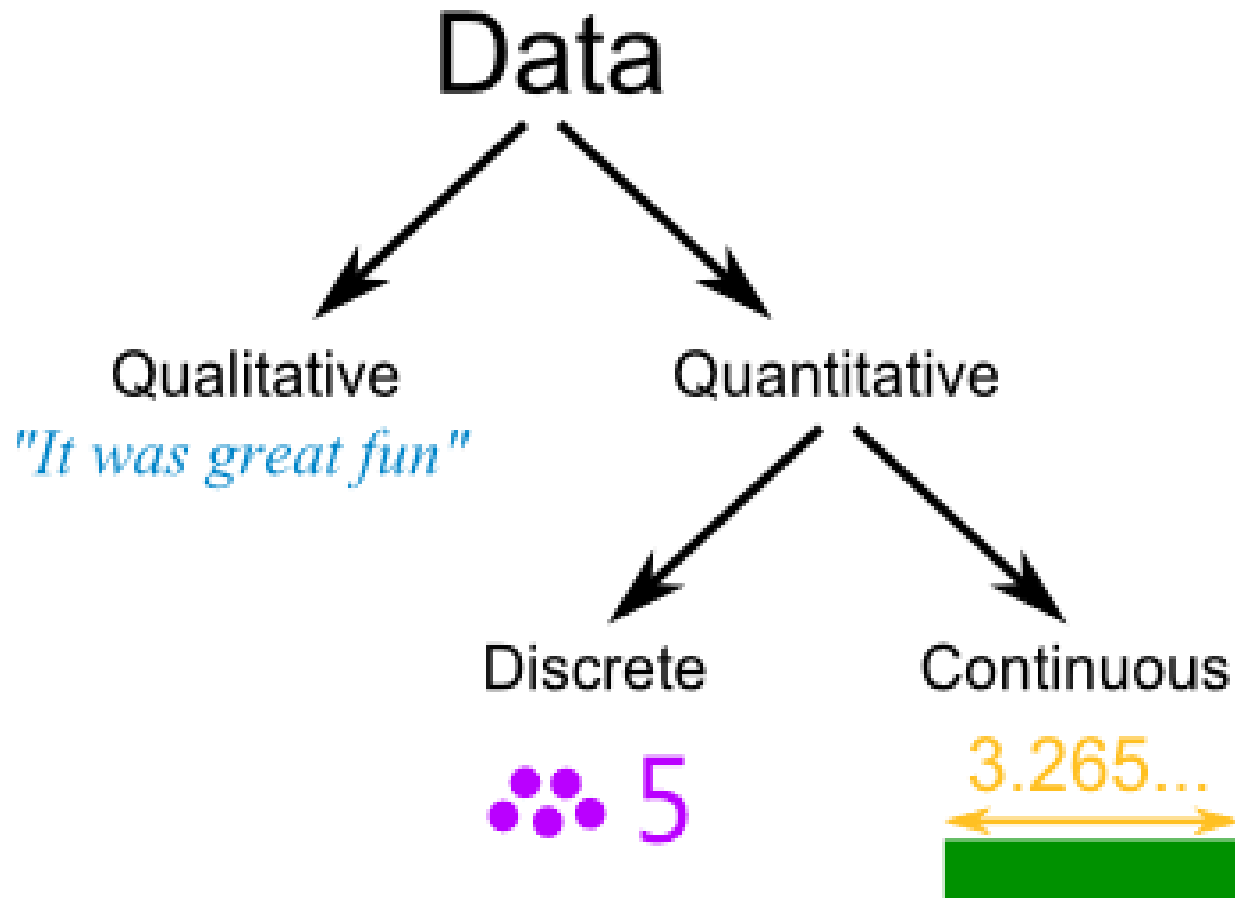 Data
Qualitative
Quantitative
"It was great fun"
Discrete
Continuous
5
3.265...